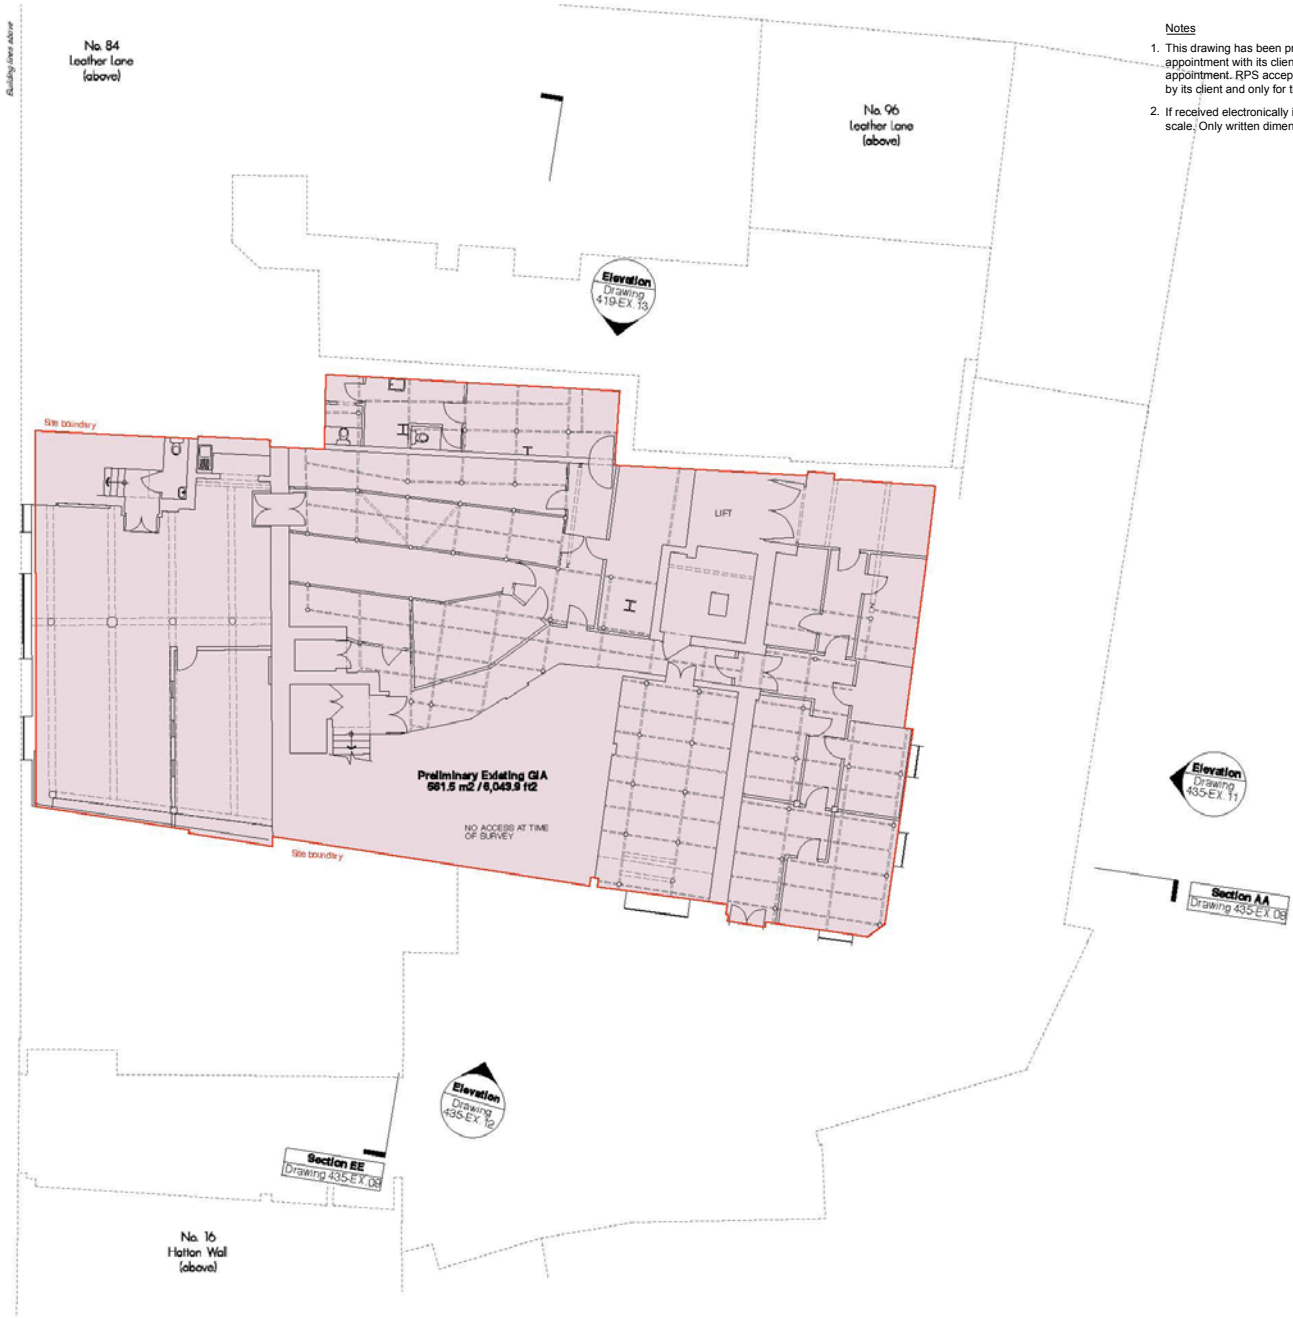 Building lines above
No. 84
Leather Lane
(above)
Notes
1. This drawing has been pr
appointment with its clien
appointment. RPS accep
by its client and only for t
2. If received electronically i
scale. Only written dimen
No. 96
Leather Lane
(above)
Elevation
Drawing
419-EX.13
Site boundary
LIFT
Preliminary Existing GIA
561.5 m2 / 6,043.9 ft2
NO ACCESS AT TIME
OF SURVEY
Site boundary
Elevation
Drawing
435-EX.11
Section AA
Drawing 435-EX.08
Elevation
Drawing
435-EX.12
Section EE
Drawing 435-EX.08
No. 16
Hatton Wall
(above)